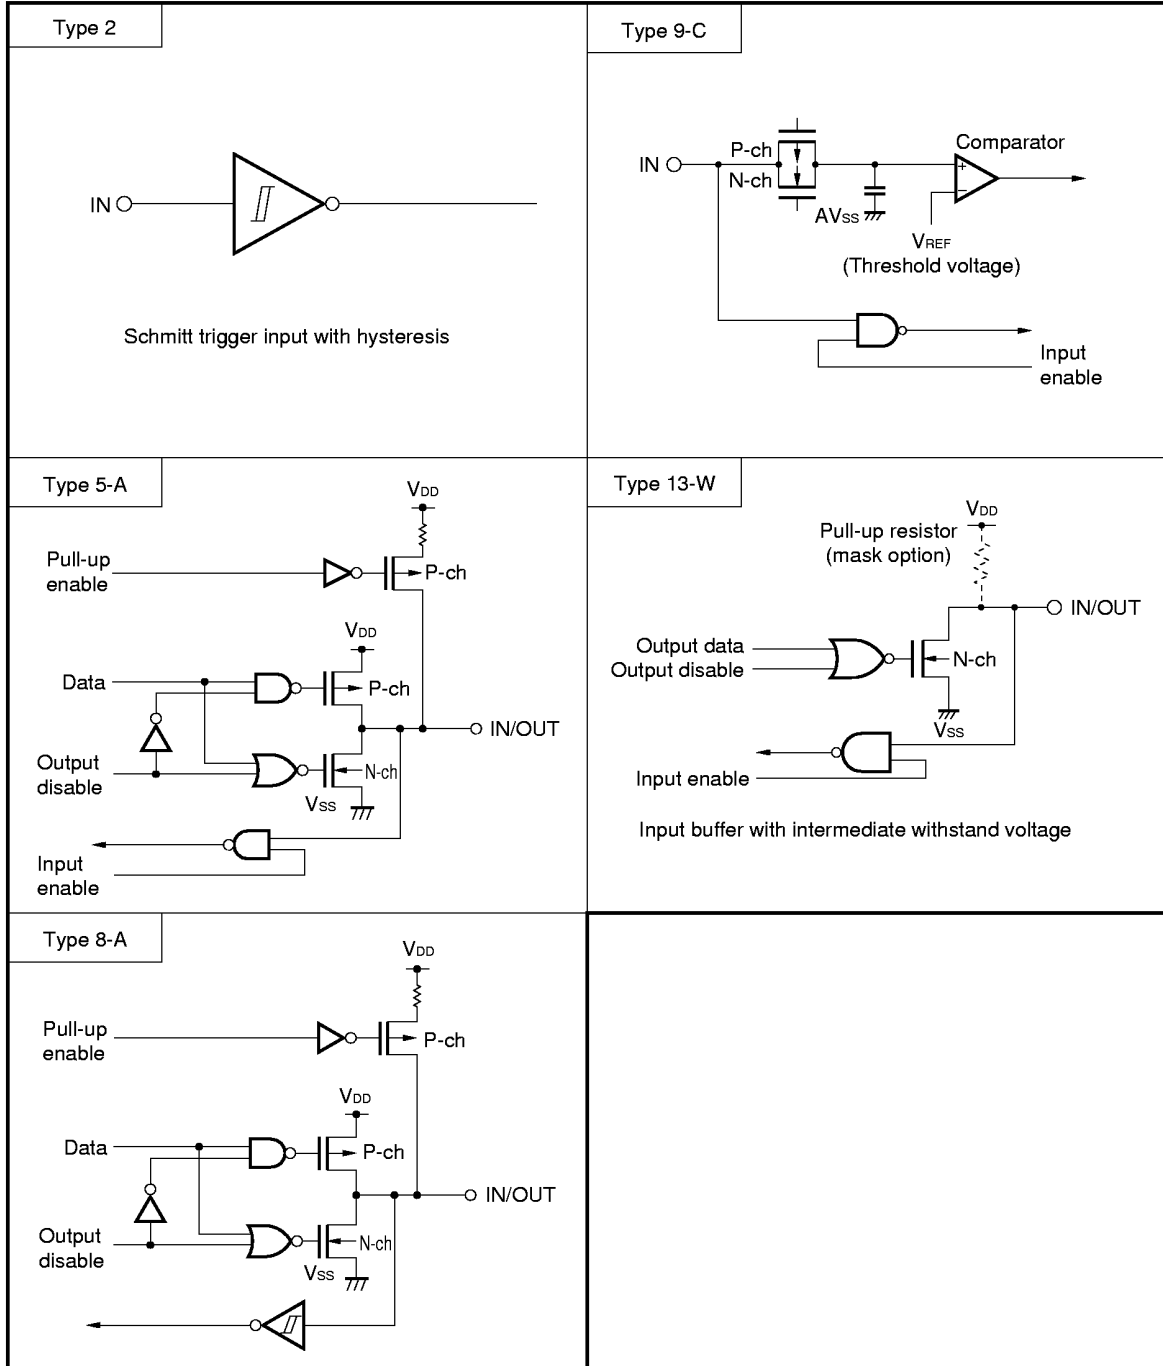 Type 2
IN
Schmitt trigger input with hysteresis
Type 9-C
IN
P-ch
N-ch
Comparator
+
−
AVSS
VREF
(Threshold voltage)
Input
enable
Type 5-A
VDD
Pull-up
enable
P-ch
VDD
Data
P-ch
IN/OUT
Output
disable
N-ch
VSS
Input
enable
Type 13-W
VDD
Pull-up resistor
(mask option)
IN/OUT
Output data
Output disable
N-ch
VSS
Input enable
Input buffer with intermediate withstand voltage
Type 8-A
VDD
Pull-up
enable
P-ch
VDD
Data
P-ch
IN/OUT
Output
disable
N-ch
VSS